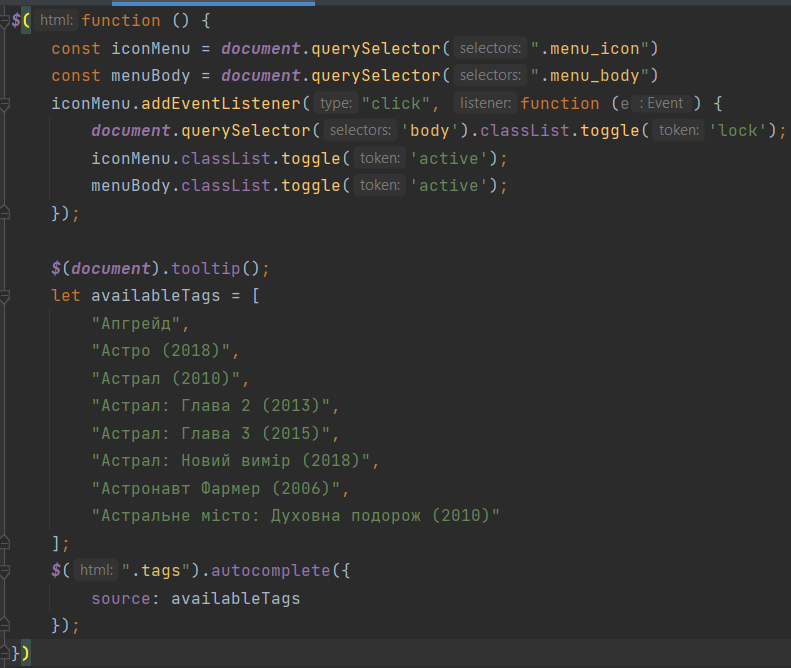 $( html: function () {
const iconMenu = document.querySelector( selectors: ".menu_icon")
const menuBody = document.querySelector( selectors: ".menu_body")
iconMenu.addEventListener( type: "click", listener: function (e : Event ) {
document.querySelector( selectors: 'body').classList.toggle( token: 'lock');
iconMenu.classList.toggle( token: 'active');
menuBody.classList.toggle( token: 'active');
});
$(document).tooltip();
let availableTags = [
"Апгрейд",
"Астро (2018)",
"Астрал (2010)",
"Астрал: Глава 2 (2013)",
"Астрал: Глава 3 (2015)",
"Астрал: Новий вимір (2018)",
"Астронавт Фармер (2006)",
"Астральне місто: Духовна подорож (2010)"
];
$( html: ".tags").autocomplete({
source: availableTags
});
})